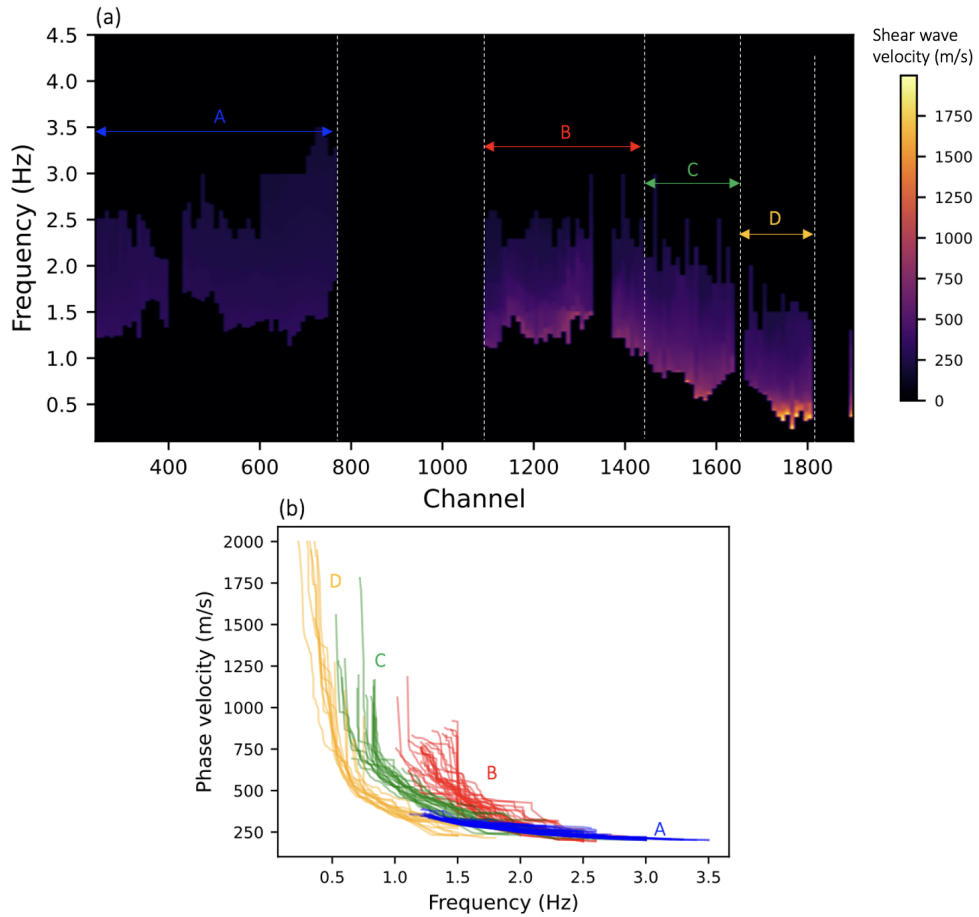 (a)
Shear wave
velocity (m/s)
4.5
4.0
3.5
3.0
2.5
2.0
1.5
1.0
0.5
Frequency (Hz)
A
B
C
D
1750
1500
1250
1000
750
500
250
0
400
600
800
1000
1200
1400
1600
1800
Channel
(b)
2000
1750
1500
1250
1000
750
500
250
Phase velocity (m/s)
D
C
B
A
0.5
1.0
1.5
2.0
2.5
3.0
3.5
Frequency (Hz)